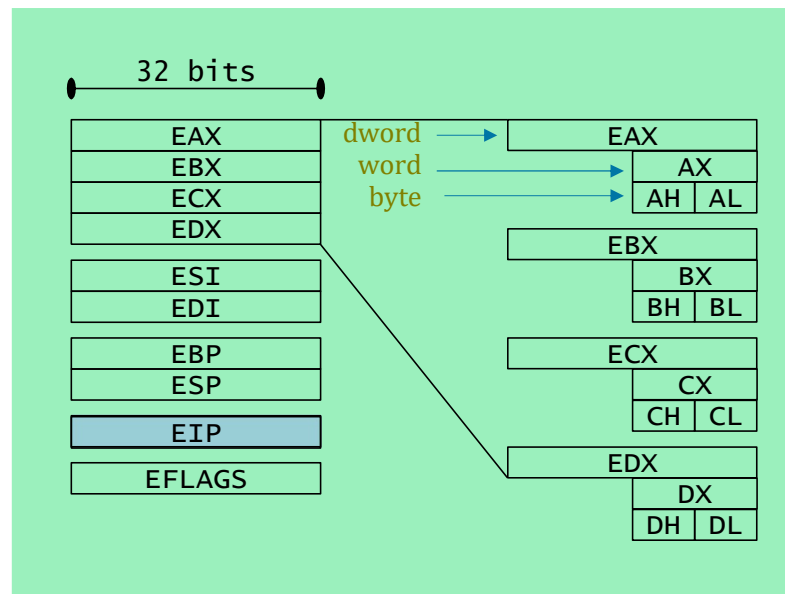 32 bits
EAX
EBX
ECX
EDX
ESI
EDI
EBP
ESP
EIP
EFLAGS
dword
word
byte
EAX
AX
AH AL
EBX
BX
BH BL
ECX
CX
CH CL
EDX
DX
DH DL